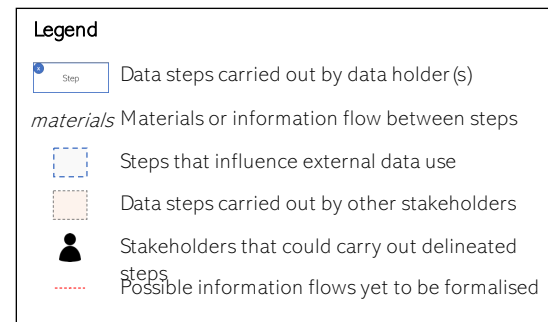 Legend
x
Step
Data steps carried out by data holder(s)
materials Materials or information flow between steps
Steps that influence external data use
Data steps carried out by other stakeholders
Stakeholders that could carry out delineated
steps
Possible information flows yet to be formalised